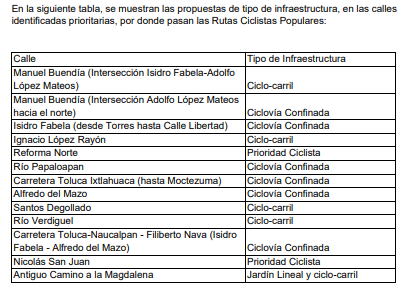 En la siguiente tabla, se muestran las propuestas de tipo de infraestructura, en las calles
identificadas prioritarias, por donde pasan las Rutas Ciclistas Populares:
Calle Tipo de Infraestructura
Manuel Buendía (Intersección Isidro Fabela-Adolfo
López Mateos) Ciclo-carril
Manuel Buendía (Intersección Adolfo López Mateos
hacia el norte) Ciclovía Confinada
Isidro Fabela (desde Torres hasta Calle Libertad) Ciclovía Confinada
Ignacio López Rayón Ciclo-carril
Reforma Norte Prioridad Ciclista
Río Papaloapan Ciclovía Confinada
Carretera Toluca Ixtlahuaca (hasta Moctezuma) Ciclovía Confinada
Alfredo del Mazo Ciclovía Confinada
Santos Degollado Ciclo-carril
Río Verdiguel Ciclo-carril
Carretera Toluca-Naucalpan - Filiberto Nava (Isidro
Fabela - Alfredo del Mazo) Ciclovía Confinada
Nicolás San Juan Prioridad Ciclista
Antiguo Camino a la Magdalena Jardín Lineal y ciclo-carril